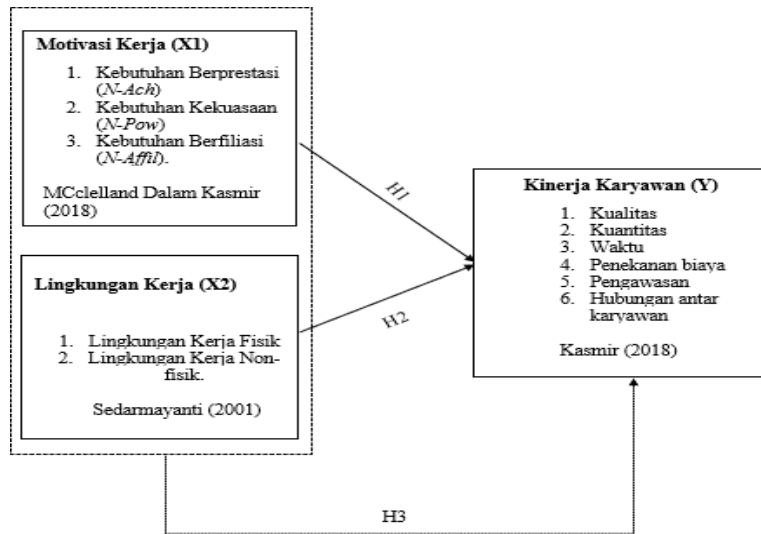 Motivasi Kerja (X1)
1. Kebutuhan Berprestasi
(N-Ach)
2. Kebutuhan Kekuasaan
(N-Pow)
3. Kebutuhan Berfiliasi
(N-Affil).
MCclelland Dalam Kasmir
(2018)
H1
Lingkungan Kerja (X2)
1. Lingkungan Kerja Fisik
2. Lingkungan Kerja Non-
fisik.
Sedarmayanti (2001)
H2
Kinerja Karyawan (Y)
1. Kualitas
2. Kuantitas
3. Waktu
4. Penekanan biaya
5. Pengawasan
6. Hubungan antar
karyawan
Kasmir (2018)
H3